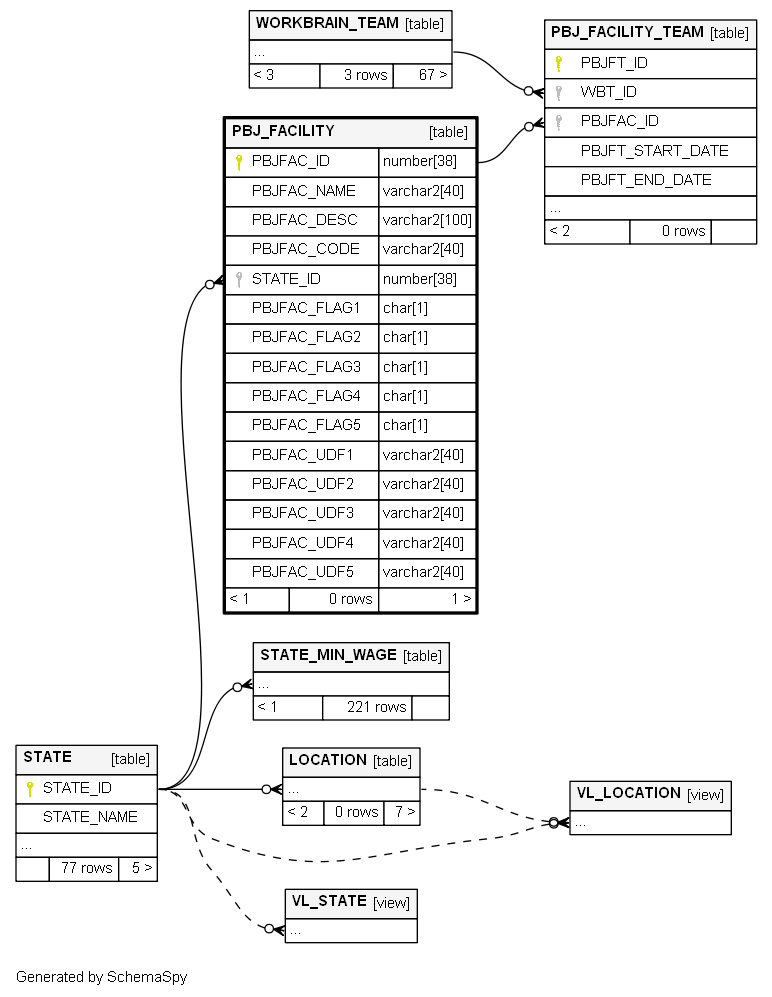 WORKBRAIN_TEAM [table]
...
< 3 3 rows 67 >
PBJ_FACILITY_TEAM [table]
PBJFT_ID
WBT_ID
PBJFAC_ID
PBJFT_START_DATE
PBJFT_END_DATE
...
< 2 0 rows
PBJ_FACILITY [table]
PBJFAC_ID number[38]
PBJFAC_NAME varchar2[40]
PBJFAC_DESC varchar2[100]
PBJFAC_CODE varchar2[40]
STATE_ID number[38]
PBJFAC_FLAG1 char[1]
PBJFAC_FLAG2 char[1]
PBJFAC_FLAG3 char[1]
PBJFAC_FLAG4 char[1]
PBJFAC_FLAG5 char[1]
PBJFAC_UDF1 varchar2[40]
PBJFAC_UDF2 varchar2[40]
PBJFAC_UDF3 varchar2[40]
PBJFAC_UDF4 varchar2[40]
PBJFAC_UDF5 varchar2[40]
< 1 0 rows 1 >
STATE_MIN_WAGE [table]
...
< 1 221 rows
STATE [table]
STATE_ID
STATE_NAME
...
77 rows 5 >
LOCATION [table]
...
< 2 0 rows 7 >
VL_LOCATION [view]
...
VL_STATE [view]
...
Generated by SchemaSpy